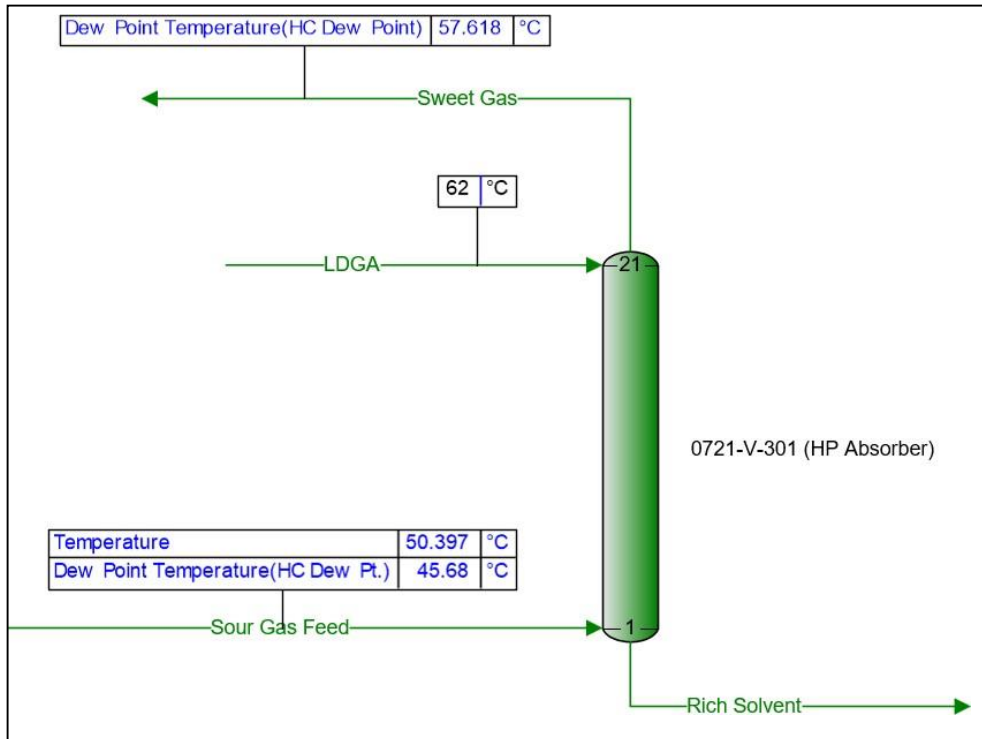 Dew Point Temperature(HC Dew Point) 57.618 °C
Sweet Gas
62 °C
LDGA
21
0721-V-301 (HP Absorber)
Temperature 50.397 °C
Dew Point Temperature(HC Dew Pt.) 45.68 °C
Sour Gas Feed
1
Rich Solvent